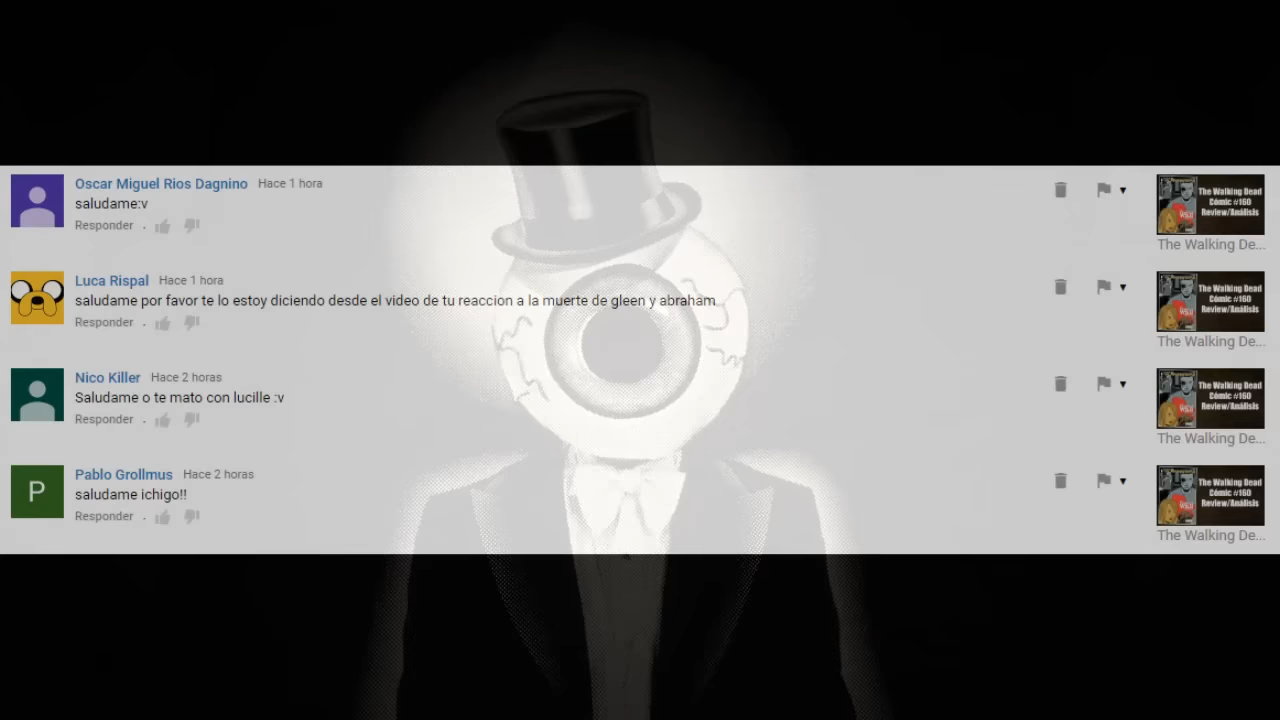 Oscar Miguel Rios Dagnino Hace 1 hora
saludame:v
Responder .
The Walking Dead
Cómic #160
Review/Análisis
The Walking De...
Luca Rispal Hace 1 hora
saludame por favor te lo estoy diciendo desde el video de tu reaccion a la muerte de gleen y abraham
Responder .
The Walking Dead
Cómic #160
Review/Análisis
The Walking De...
Nico Killer Hace 2 horas
Saludame o te mato con lucille :v
Responder .
The Walking Dead
Cómic #160
Review/Análisis
The Walking De...
P
Pablo Grollmus Hace 2 horas
saludame ichigo!!
Responder .
The Walking Dead
Cómic #160
Review/Análisis
The Walking De...